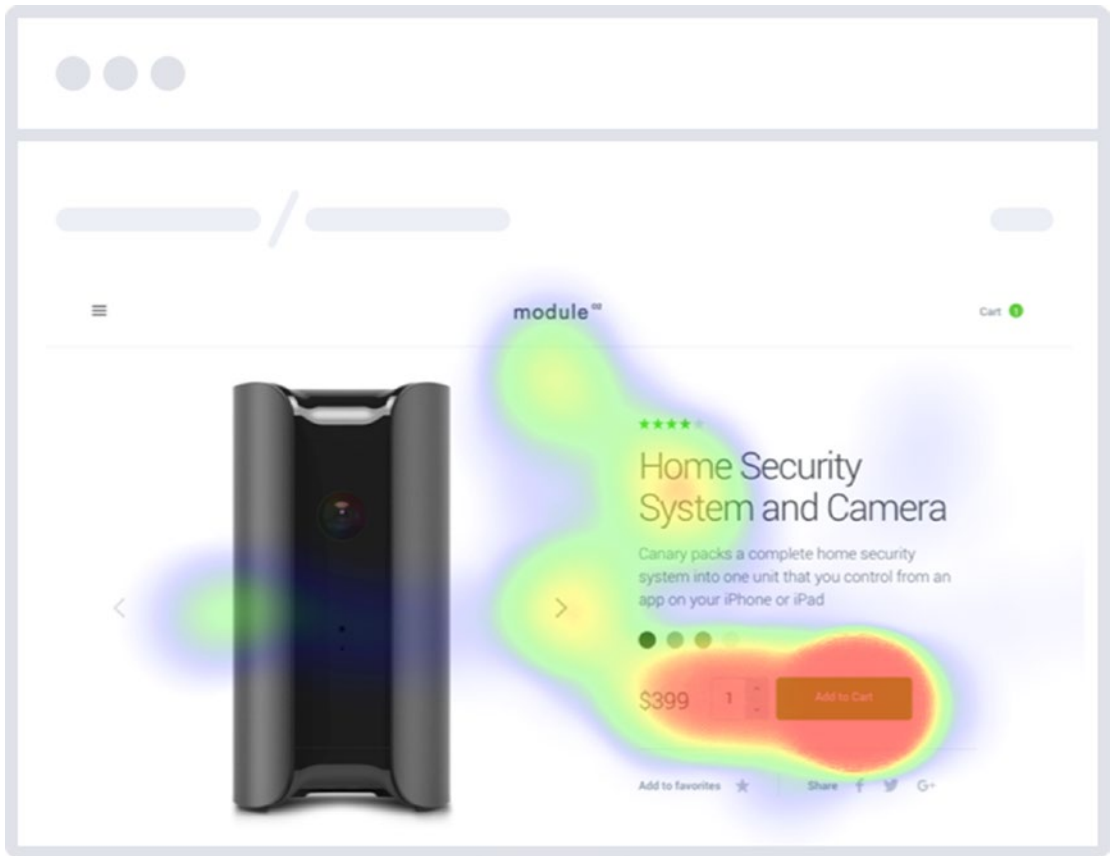 module
Cart 1
Home Security
System and Camera
Canary packs a complete home security
system into one unit that you control from an
app on your iPhone or iPad
$399 1 Add to Cart
Add to favorites Share